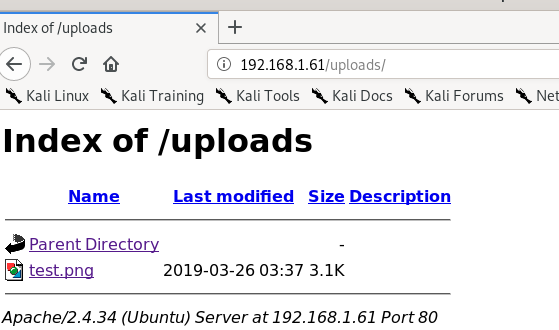 Index of /uploads
192.168.1.61/uploads/
Kali Linux Kali Training Kali Tools Kali Docs Kali Forums
Index of /uploads
Name Last modified Size Description
Parent Directory -
test.png 2019-03-26 03:37 3.1K
Apache/2.4.34 (Ubuntu) Server at 192.168.1.61 Port 80